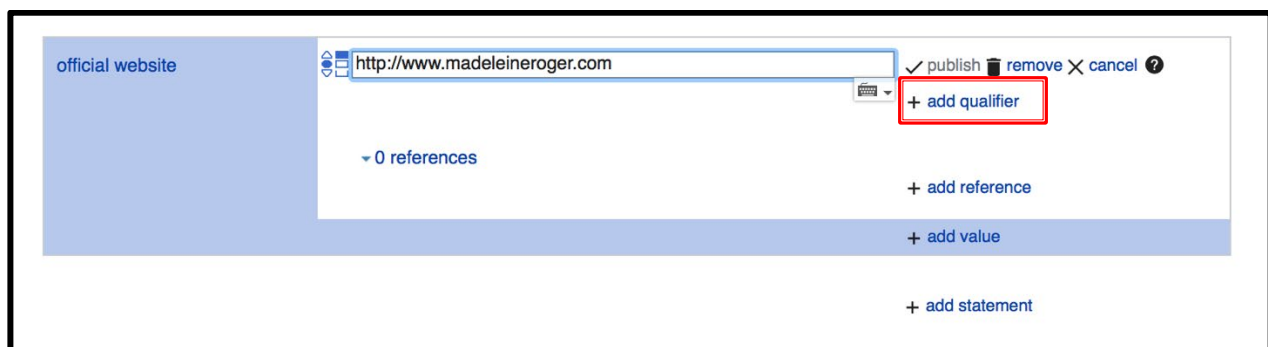 official website
http://www.madeleineroger.com
publish remove cancel ?
+ add qualifier
0 references
+ add reference
+ add value
+ add statement